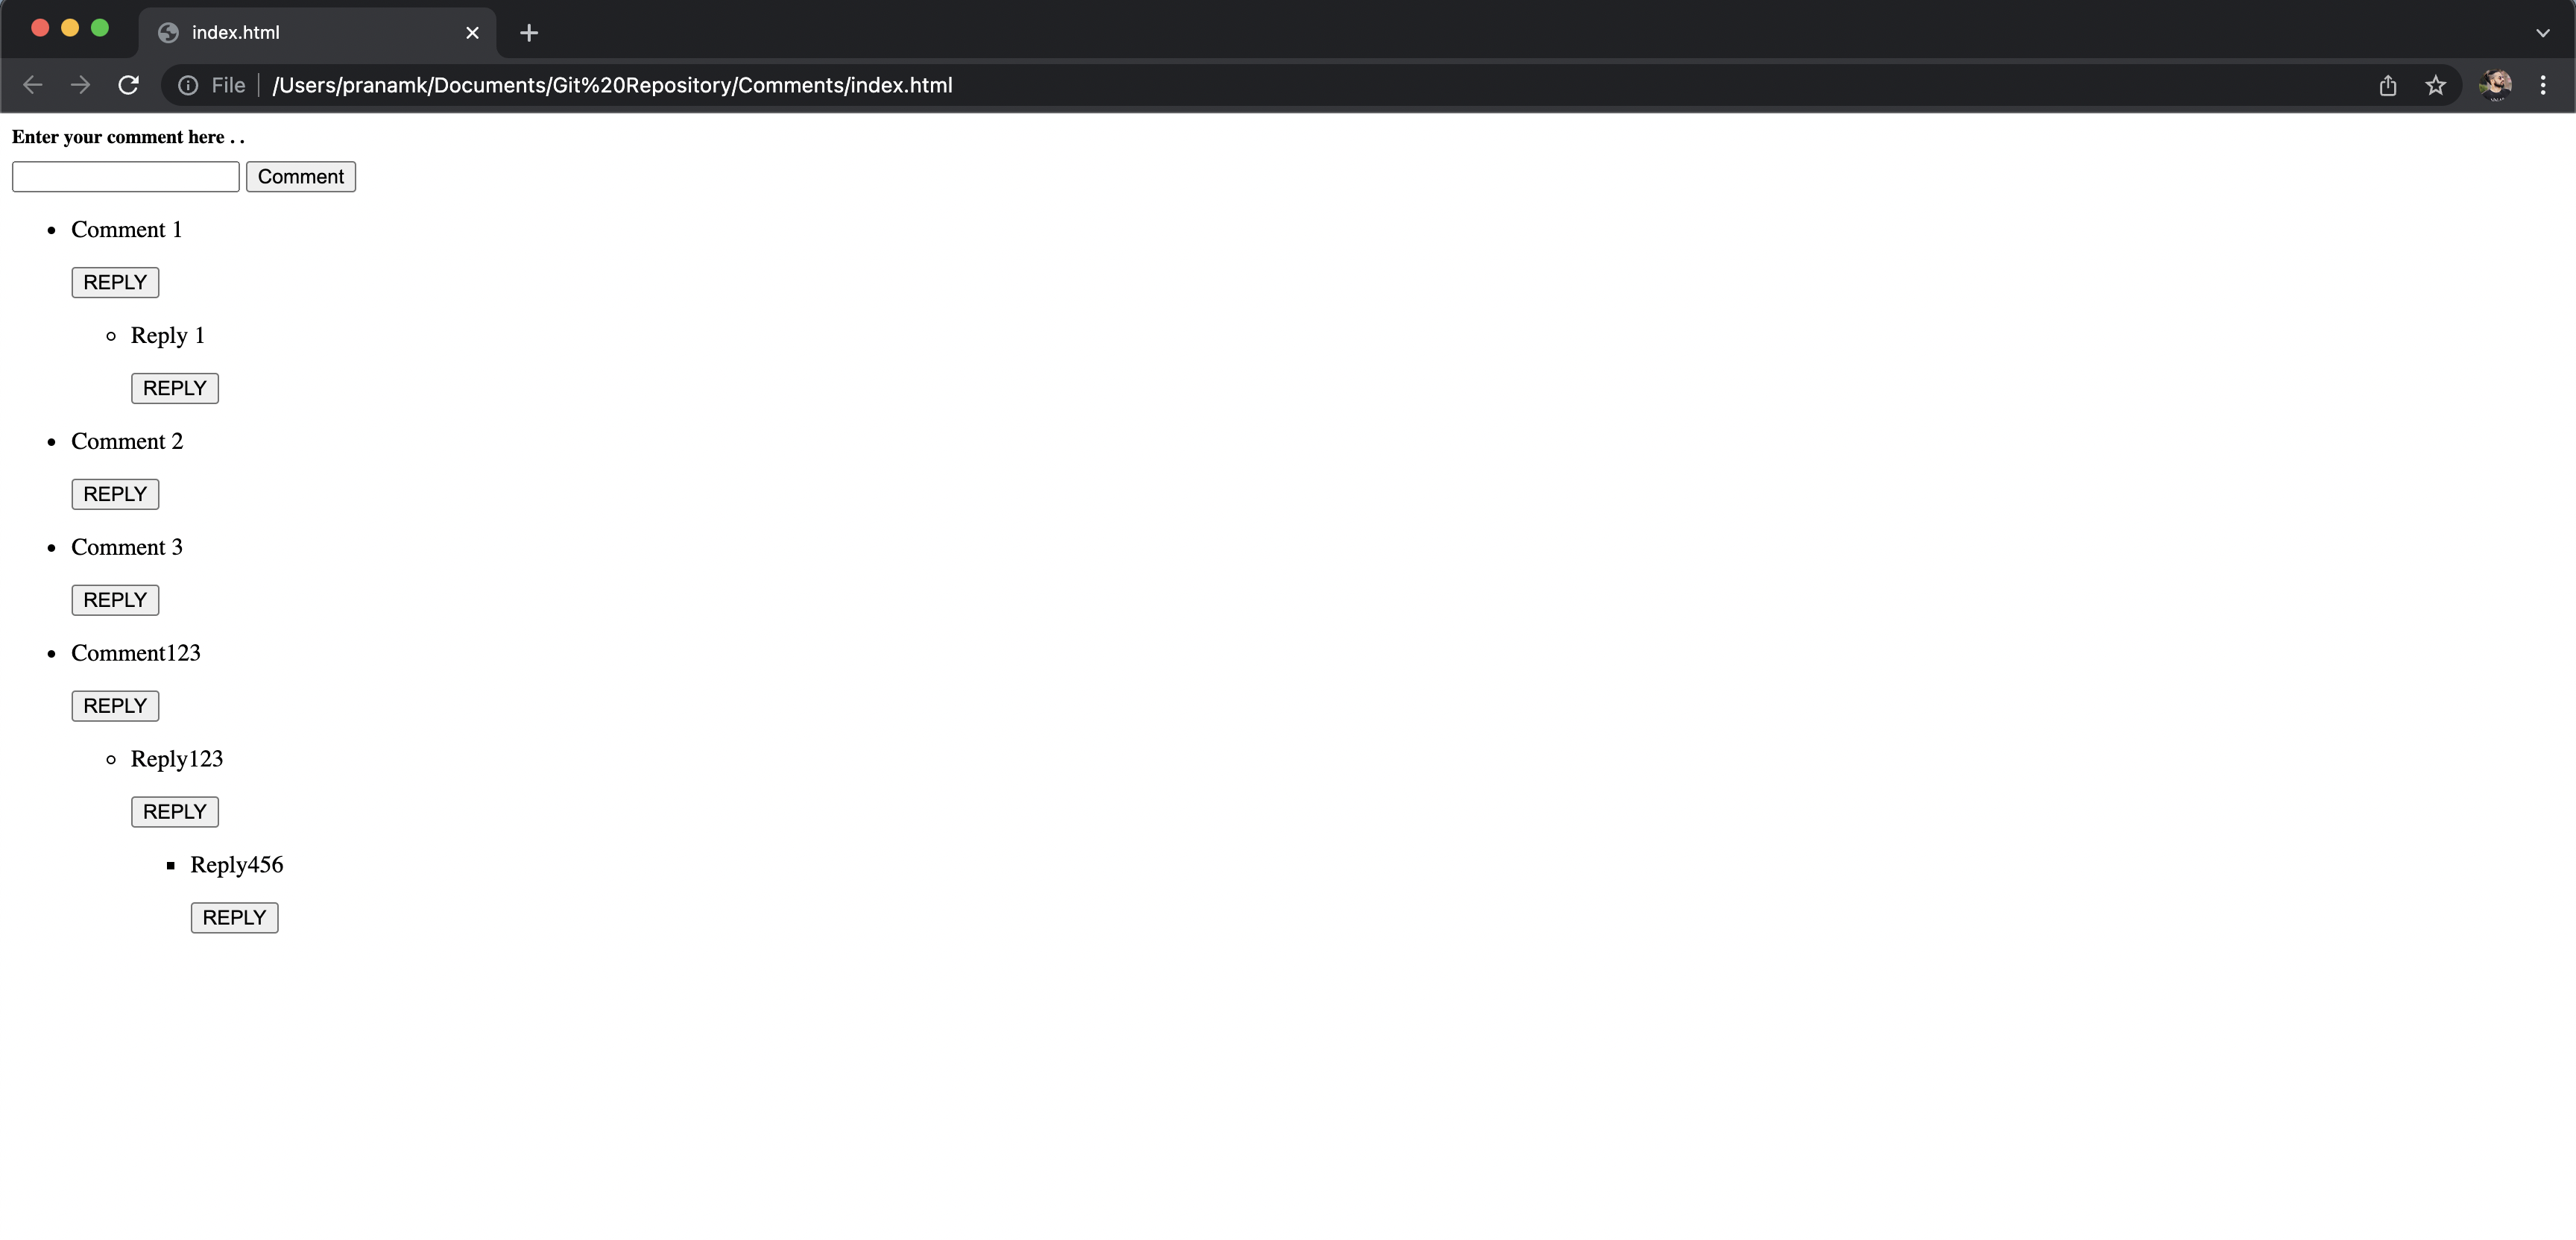 index.html
File /Users/pranamk/Documents/Git%20Repository/Comments/index.html
Enter your comment here . .
Comment
Comment 1
REPLY
Reply 1
REPLY
Comment 2
REPLY
Comment 3
REPLY
Comment123
REPLY
Reply123
REPLY
Reply456
REPLY